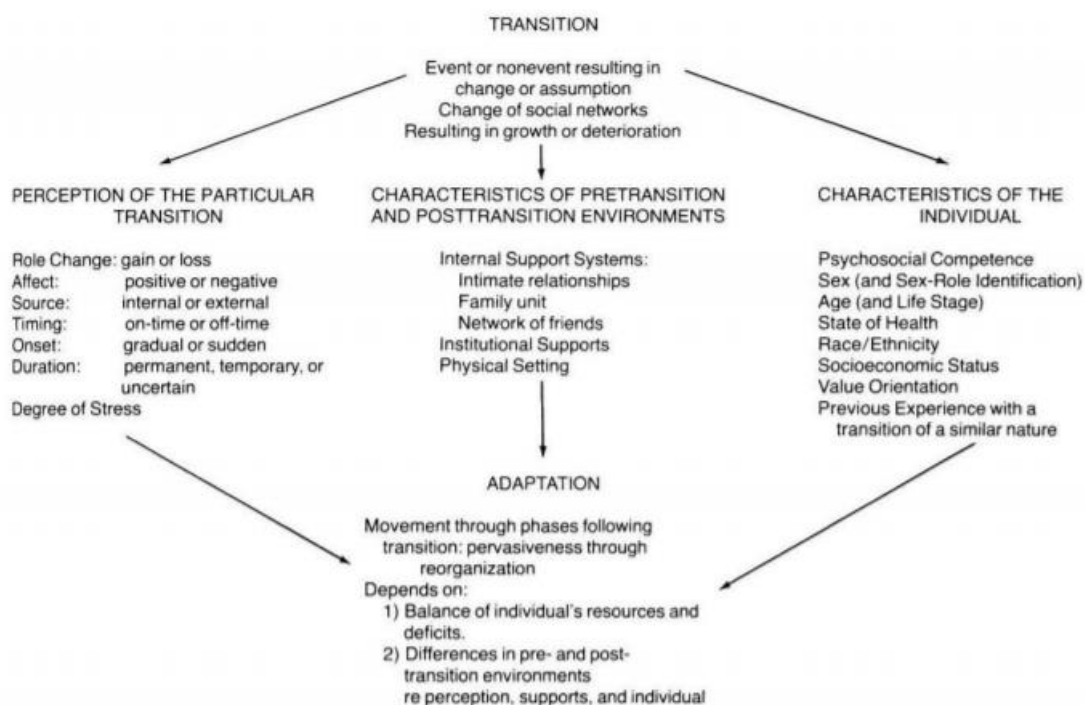 TRANSITION
Event or nonevent resulting in
change or assumption
Change of social networks
Resulting in growth or deterioration
PERCEPTION OF THE PARTICULAR
TRANSITION
Role Change: gain or loss
Affect: positive or negative
Source: internal or external
Timing: on-time or off-time
Onset: gradual or sudden
Duration: permanent, temporary, or
uncertain
Degree of Stress
CHARACTERISTICS OF PRETRANSITION
AND POSTTRANSITION ENVIRONMENTS
Internal Support Systems:
Intimate relationships
Family unit
Network of friends
Institutional Supports
Physical Setting
CHARACTERISTICS OF THE
INDIVIDUAL
Psychosocial Competence
Sex (and Sex-Role Identification)
Age (and Life Stage)
State of Health
Race/Ethnicity
Socioeconomic Status
Value Orientation
Previous Experience with a
transition of a similar nature
ADAPTATION
Movement through phases following
transition: pervasiveness through
reorganization
Depends on:
1) Balance of individual's resources and
deficits.
2) Differences in pre- and post-
transition environments
re perception, supports, and individual